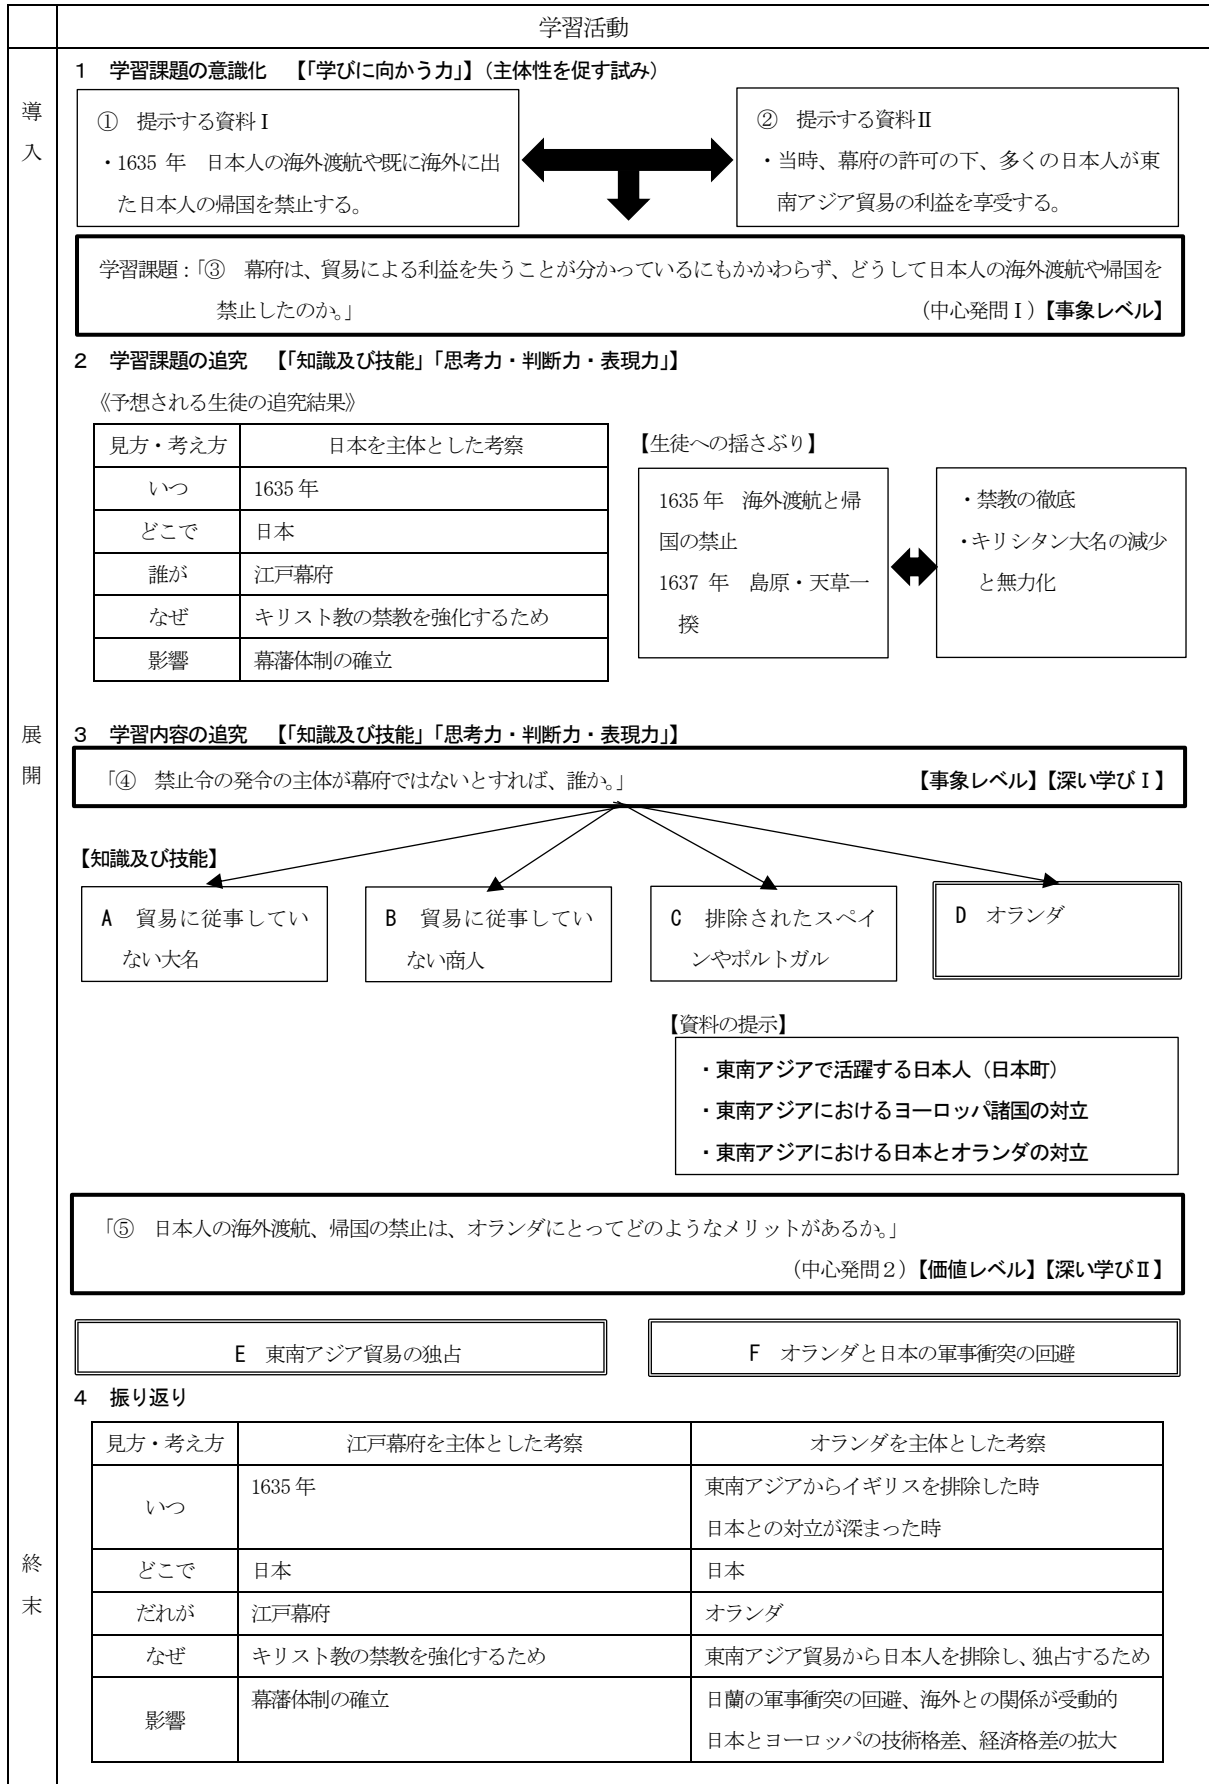 学習活動
導入
1 学習課題の意識化 【「学びに向かう力」】(主体性を促す試み)
① 提示する資料Ⅰ
・1635 年 日本人の海外渡航や既に海外に出
た日本人の帰国を禁止する。
② 提示する資料Ⅱ
・当時、幕府の許可の下、多くの日本人が東
南アジア貿易の利益を享受する。
学習課題:「③ 幕府は、貿易による利益を失うことが分かっているにもかかわらず、どうして日本人の海外渡航や帰国を
禁止したのか。」 (中心発問Ⅰ)【事象レベル】
展開
2 学習課題の追究 【「知識及び技能」「思考力・判断力・表現力」】
《予想される生徒の追究結果》
見方・考え方 日本を主体とした考察
いつ 1635 年
どこで 日本
誰が 江戸幕府
なぜ キリスト教の禁教を強化するため
影響 幕藩体制の確立
【生徒への揺さぶり】
1635 年 海外渡航と帰
国の禁止
1637 年 島原・天草一
揆
・禁教の徹底
・キリシタン大名の減少
と無力化
3 学習内容の追究 【「知識及び技能」「思考力・判断力・表現力」】
「④ 禁止令の発令の主体が幕府ではないとすれば、誰か。」 【事象レベル】【深い学びⅠ】
【知識及び技能】
A 貿易に従事してい
ない大名
B 貿易に従事してい
ない商人
C 排除されたスペイ
ンやポルトガル
D オランダ
【資料の提示】
・東南アジアで活躍する日本人(日本町)
・東南アジアにおけるヨーロッパ諸国の対立
・東南アジアにおける日本とオランダの対立
「⑤ 日本人の海外渡航、帰国の禁止は、オランダにとってどのようなメリットがあるか。」
(中心発問2)【価値レベル】【深い学びⅡ】
E 東南アジア貿易の独占
F オランダと日本の軍事衝突の回避
終末
4 振り返り
見方・考え方 江戸幕府を主体とした考察 オランダを主体とした考察
いつ 1635 年 東南アジアからイギリスを排除した時
日本との対立が深まった時
どこで 日本 日本
だれが 江戸幕府 オランダ
なぜ キリスト教の禁教を強化するため 東南アジア貿易から日本人を排除し、独占するため
影響 幕藩体制の確立 日蘭の軍事衝突の回避、海外との関係が受動的
日本とヨーロッパの技術格差、経済格差の拡大